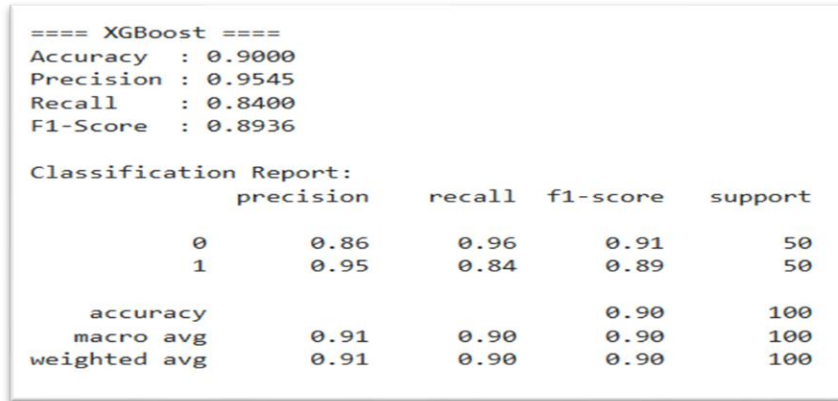 ==== XGBoost ====
Accuracy  : 0.9000
Precision : 0.9545
Recall    : 0.8400
F1-Score  : 0.8936
Classification Report:
              precision    recall  f1-score   support
           0       0.86      0.96      0.91        50
           1       0.95      0.84      0.89        50
    accuracy                           0.90       100
   macro avg       0.91      0.90      0.90       100
weighted avg       0.91      0.90      0.90       100